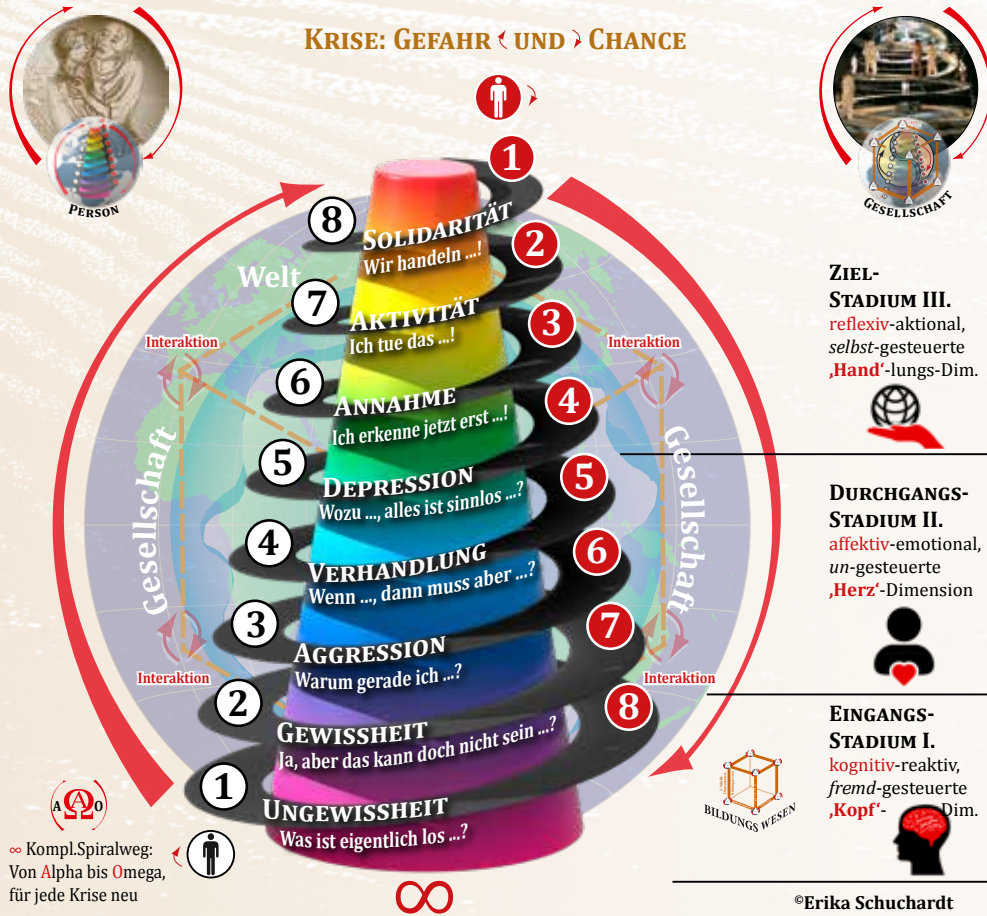 KRISE: GEFAHR UND CHANCE
PERSON
GESELLSCHAFT
1
8
SOLIDARITÄT
Wir handeln ...!
2
Welt
7
AKTIVITÄT
Ich tue das ...!
3
Interaktion
Interaktion
6
ANNAHME
Ich erkenne jetzt erst ...!
4
Gesellschaft
Gesellschaft
5
DEPRESSION
Wozu ..., alles ist sinnlos ...?
5
4
VERHANDLUNG
Wenn ..., dann muss aber ...?
6
3
AGGRESSION
Warum gerade ich ...?
7
Interaktion
Interaktion
2
GEWISSHEIT
Ja, aber das kann doch nicht sein ...?
8
1
UNGEWISSHEIT
Was ist eigentlich los ...?
∞
ZIEL-
STADIUM III.
reflexiv-aktional,
selbst-gesteuerte
‚Hand‘-lungs-Dim.
DURCHGANGS-
STADIUM II.
affektiv-emotional,
un-gesteuerte
‚Herz‘-Dimension
EINGANGS-
STADIUM I.
kognitiv-reaktiv,
fremd-gesteuerte
‚Kopf‘- Dim.
BILDUNGS WESEN
A Ω O
∞ Kompl.Spiralweg:
Von Alpha bis Omega,
für jede Krise neu
©Erika Schuchardt